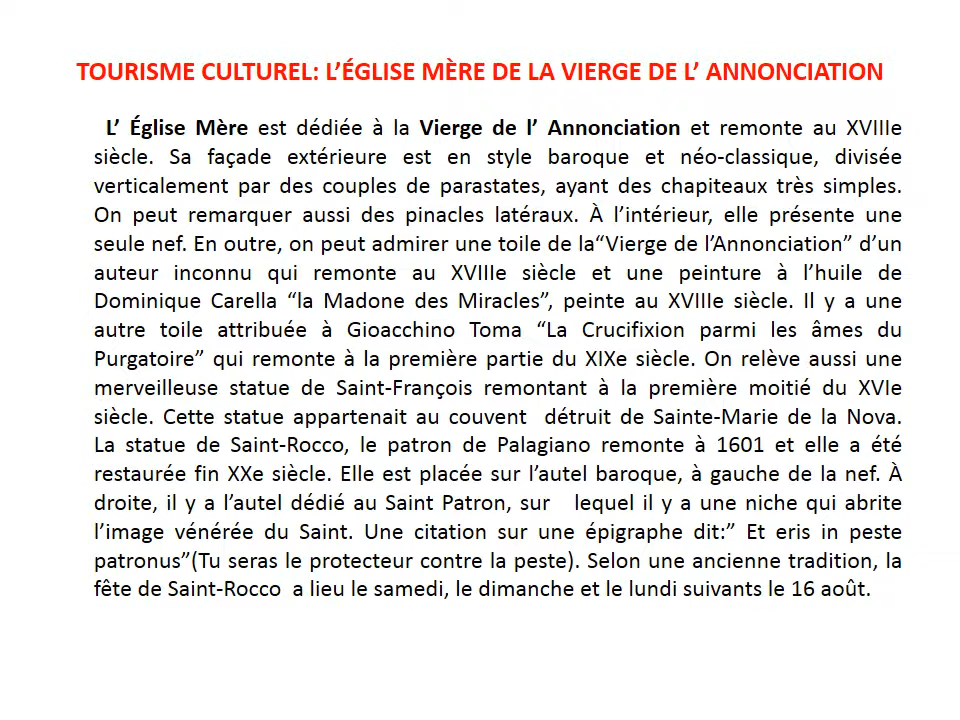 TOURISME CULTUREL: L’ÉGLISE MÈRE DE LA VIERGE DE L’ ANNONCIATION
L’ Église Mère est dédiée à la Vierge de l’ Annonciation et remonte au XVIIIe
siècle. Sa façade extérieure est en style baroque et néo-classique, divisée
verticalement par des couples de parastates, ayant des chapiteaux très simples.
On peut remarquer aussi des pinacles latéraux. À l’intérieur, elle présente une
seule nef. En outre, on peut admirer une toile de la“Vierge de l’Annonciation” d’un
auteur inconnu qui remonte au XVIIIe siècle et une peinture à l’huile de
Dominique Carella “la Madone des Miracles”, peinte au XVIIIe siècle. Il y a une
autre toile attribuée à Gioacchino Toma “La Crucifixion parmi les âmes du
Purgatoire” qui remonte à la première partie du XIXe siècle. On relève aussi une
merveilleuse statue de Saint-François remontant à la première moitié du XVIe
siècle. Cette statue appartenait au couvent  détruit de Sainte-Marie de la Nova.
La statue de Saint-Rocco, le patron de Palagiano remonte à 1601 et elle a été
restaurée fin XXe siècle. Elle est placée sur l’autel baroque, à gauche de la nef. À
droite, il y a l’autel dédié au Saint Patron, sur   lequel il y a une niche qui abrite
l’image vénérée du Saint. Une citation sur une épigraphe dit:” Et eris in peste
patronus”(Tu seras le protecteur contre la peste). Selon une ancienne tradition, la
fête de Saint-Rocco  a lieu le samedi, le dimanche et le lundi suivants le 16 août.